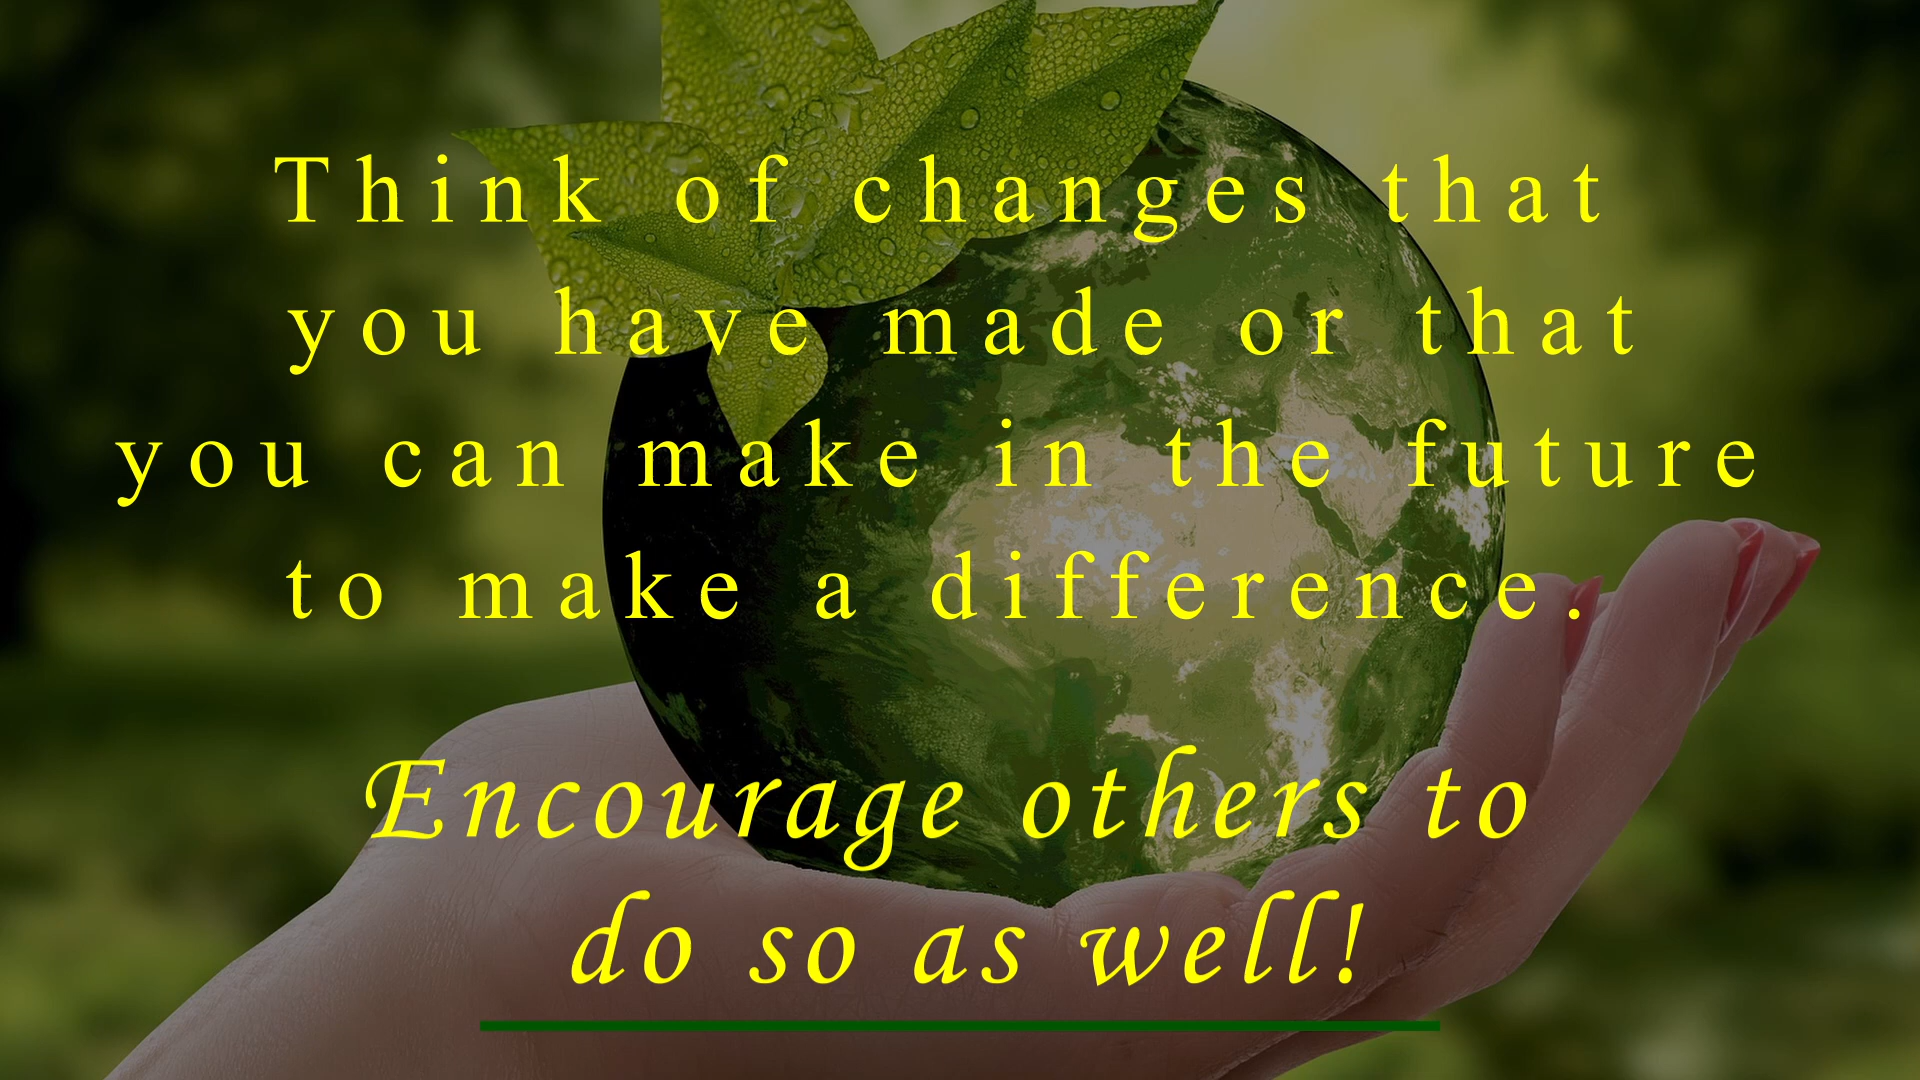 Think of changes that
you have made or that
you can make in the future
to make a difference.
Encourage others to
do so as well!